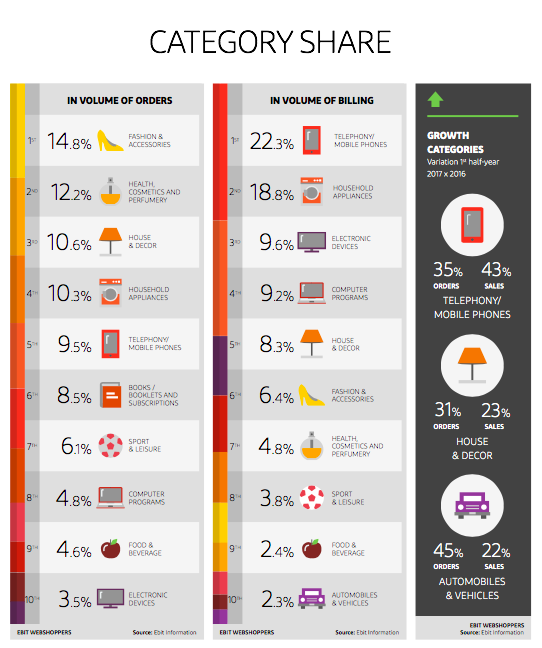 CATEGORY SHARE
IN VOLUME OF ORDERS
1ST 14.8% FASHION &
ACCESSORIES
2ND 12.2% HEALTH,
COSMETICS AND
PERFUMERY
3RD 10.6% HOUSE
& DECOR
4TH 10.3% HOUSEHOLD
APPLIANCES
5TH 9.5% TELEPHONY/
MOBILE PHONES
6TH 8.5% BOOKS /
BOOKLETS AND
SUBSCRIPTIONS
7TH 6.1% SPORT
& LEISURE
8TH 4.8% COMPUTER
PROGRAMS
9TH 4.6% FOOD &
BEVERAGE
10TH 3.5% ELECTRONIC
DEVICES
EBIT WEBSHOPPERS Source: Ebit Information
IN VOLUME OF BILLING
1ST 22.3% TELEPHONY/
MOBILE PHONES
2ND 18.8% HOUSEHOLD
APPLIANCES
3RD 9.6% ELECTRONIC
DEVICES
4TH 9.2% COMPUTER
PROGRAMS
5TH 8.3% HOUSE
& DECOR
6TH 6.4% FASHION &
ACCESSORIES
7TH 4.8% HEALTH,
COSMETICS AND
PERFUMERY
8TH 3.8% SPORT
& LEISURE
9TH 2.4% FOOD &
BEVERAGE
10TH 2.3% AUTOMOBILES
& VEHICLES
EBIT WEBSHOPPERS Source: Ebit Information
GROWTH
CATEGORIES
Variation 1st half-year
2017 x 2016
35% 43%
ORDERS SALES
TELEPHONY/
MOBILE PHONES
31% 23%
ORDERS SALES
HOUSE
& DECOR
45% 22%
ORDERS SALES
AUTOMOBILES
& VEHICLES
EBIT WEBSHOPPERS
Source: Ebit Information